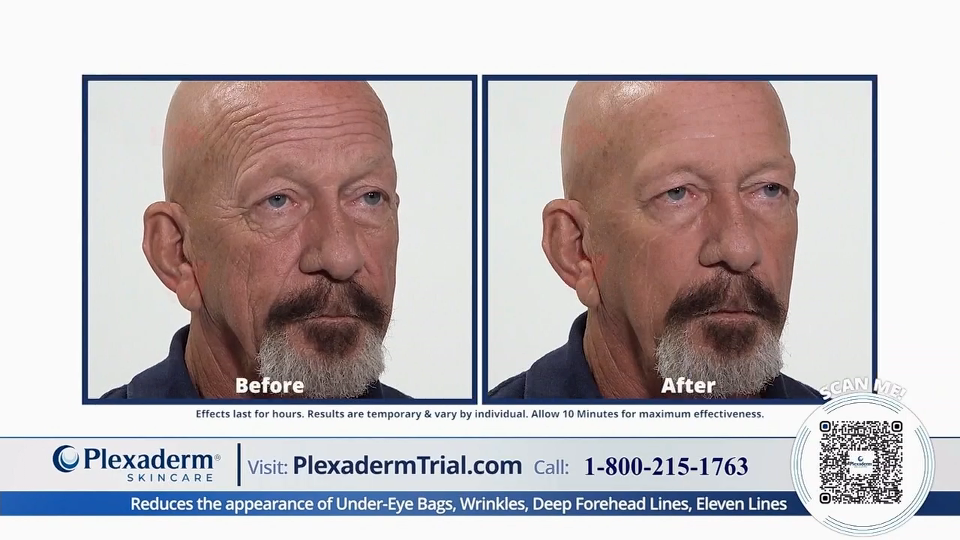 Before
After
Effects last for hours. Results are temporary & vary by individual. Allow 10 Minutes for maximum effectiveness.
SCAN ME!
Plexaderm®
SKINCARE
Visit: PlexadermTrial.com Call: 1-800-215-1763
Plexaderm
Reduces the appearance of Under-Eye Bags, Wrinkles, Deep Forehead Lines, Eleven Lines